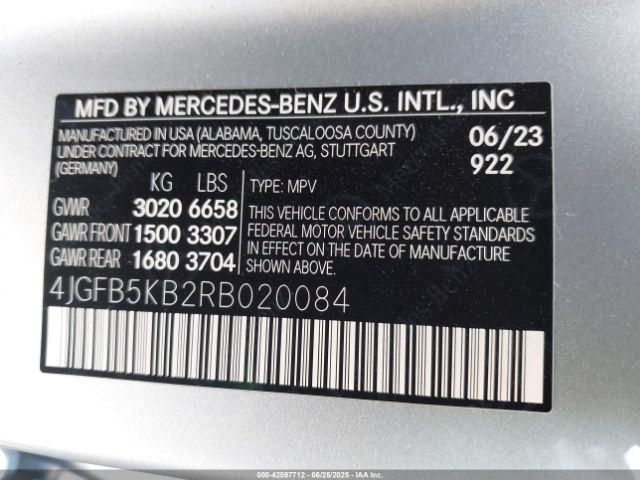 MFD BY MERCEDES-BENZ U.S. INTL., INC
MANUFACTURED IN USA (ALABAMA, TUSCALOOSA COUNTY) 06/23
UNDER CONTRACT FOR MERCEDES-BENZ AG, STUTTGART
(GERMANY) 922
KG LBS TYPE: MPV
GVWR 3020 6658
GAWR FRONT 1500 3307
GAWR REAR 1680 3704
THIS VEHICLE CONFORMS TO ALL APPLICABLE
FEDERAL MOTOR VEHICLE SAFETY STANDARDS
IN EFFECT ON THE DATE OF MANUFACTURE
SHOWN ABOVE.
4JGFB5KB2RB020084
000-42597712 - 06/25/2025 - IAA Inc.